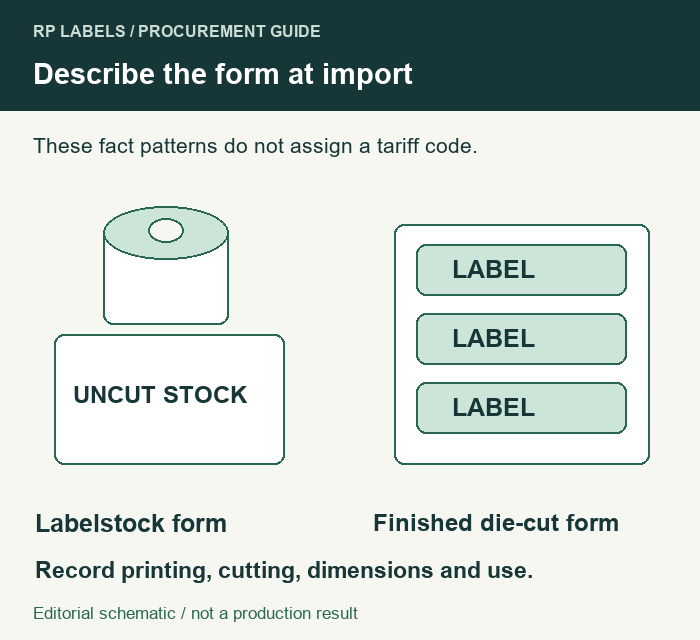 RP LABELS / PROCUREMENT GUIDE
Describe the form at import
These fact patterns do not assign a tariff code.
UNCUT STOCK
LABEL
LABEL
LABEL
Labelstock form
Finished die-cut form
Record printing, cutting, dimensions and use.
Editorial schematic / not a production result